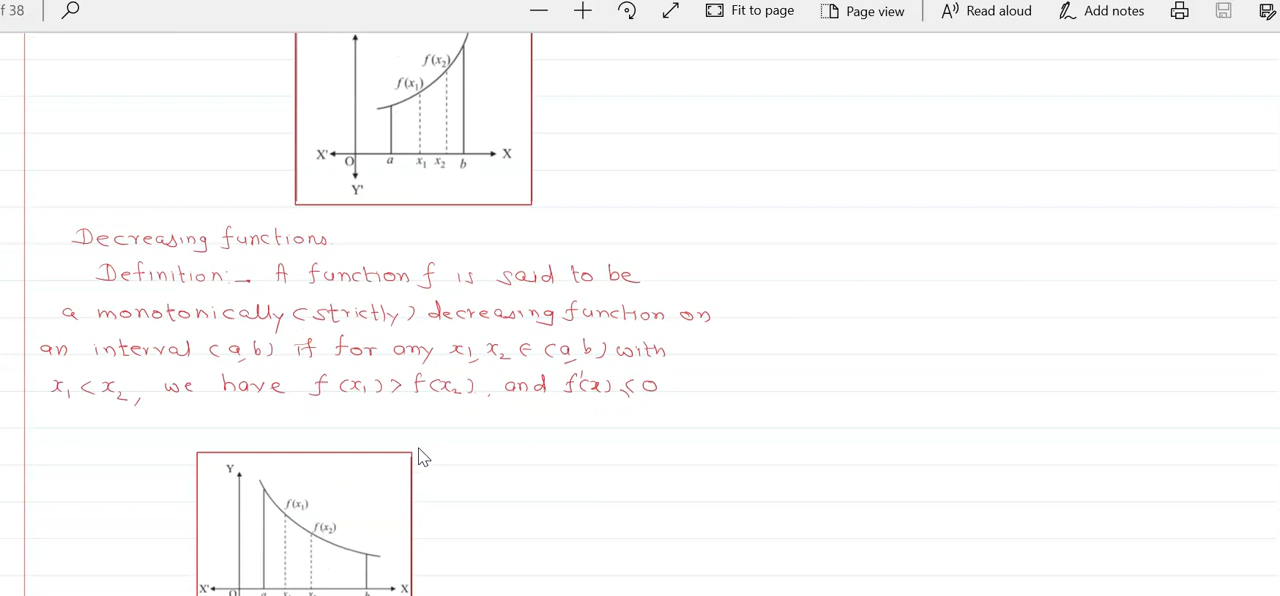 f 38
Fit to page
Page view
Read aloud
Add notes
f(x₂)
f(x₁)
X' O a x₁ x₂ b X
Y'
Decreasing functions.
Definition:- A function f is said to be
a monotonically (strictly) decreasing function on
an interval (a,b) if for any x₁, x₂ ∈ (a,b) with
x₁ < x₂, we have f(x₁) > f(x₂), and f'(x) < 0
Y
f(x₁)
f(x₂)
X' O a X